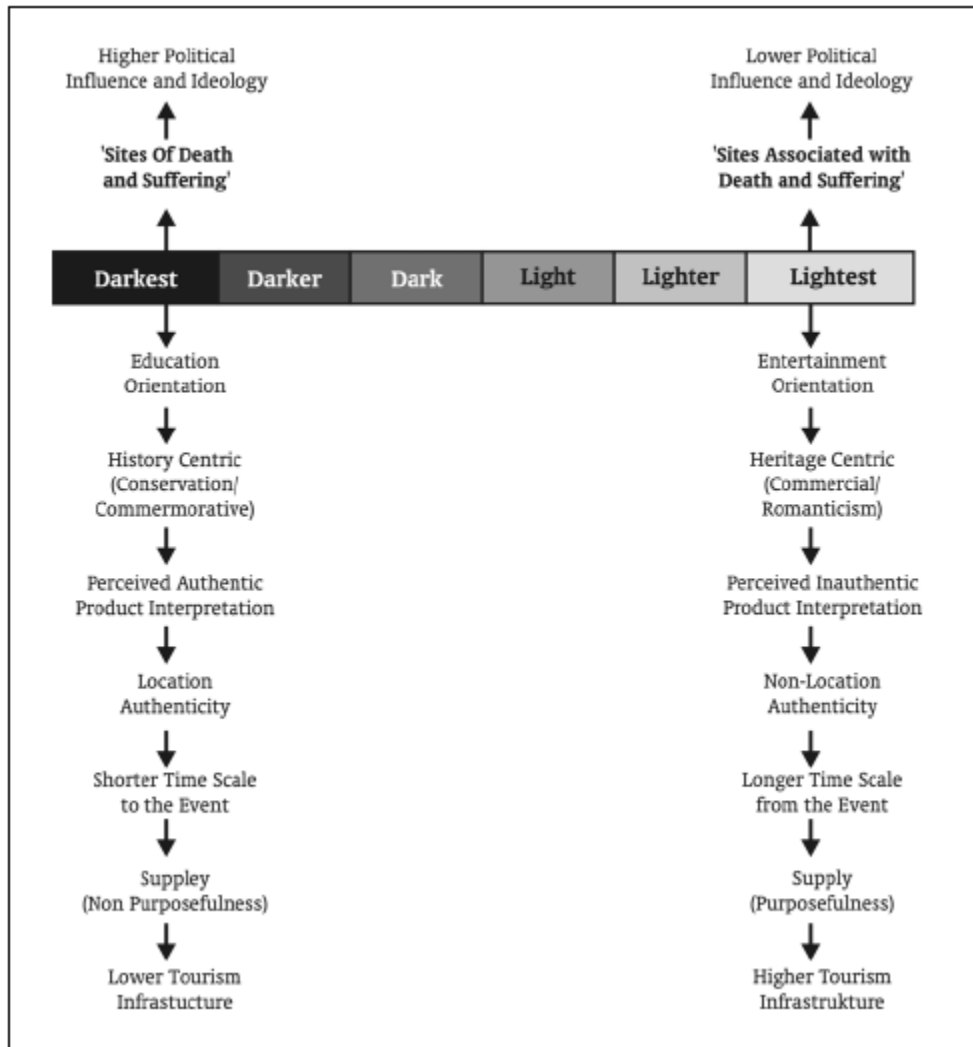 Higher Political
Influence and Ideology
Lower Political
Influence and Ideology
'Sites Of Death
and Suffering'
'Sites Associated with
Death and Suffering'
Darkest
Darker
Dark
Light
Lighter
Lightest
Education
Orientation
History Centric
(Conservation/
Commermorative)
Perceived Authentic
Product Interpretation
Location
Authenticity
Shorter Time Scale
to the Event
Suppley
(Non Purposefulness)
Lower Tourism
Infrastucture
Entertainment
Orientation
Heritage Centric
(Commercial/
Romanticism)
Perceived Inauthentic
Product Interpretation
Non-Location
Authenticity
Longer Time Scale
from the Event
Supply
(Purposefulness)
Higher Tourism
Infrastrukture